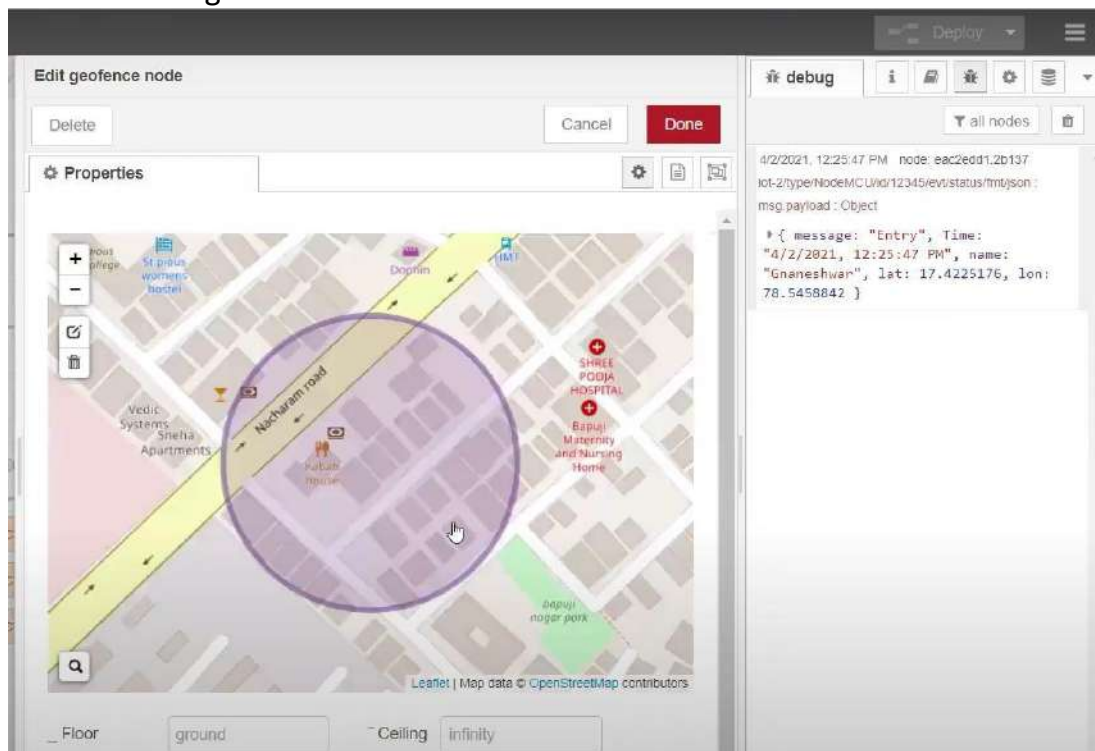 Deploy
Edit geofence node
debug
i
Delete
Cancel
Done
all nodes
Properties
4/2/2021, 12:25:47 PM node: eac2edd1.2b137
iot-2/type/NodeMCU/id/12345/evt/status/fmt/json :
msg.payload : Object
{ message: "Entry", Time:
"4/2/2021, 12:25:47 PM", name:
"Gnaneshwar", lat: 17.4225176, lon:
78.5458842 }
+
−
St.pious
womens
hostel
HMT
Nacharam road
SHREE
POOJA
HOSPITAL
Bapuji
Maternity
and Nursing
Home
Vedic
Systems
Sneha
Apartments
house
bapuji
nagar park
Leaflet | Map data © OpenStreetMap contributors
Floor
ground
Ceiling
infinity